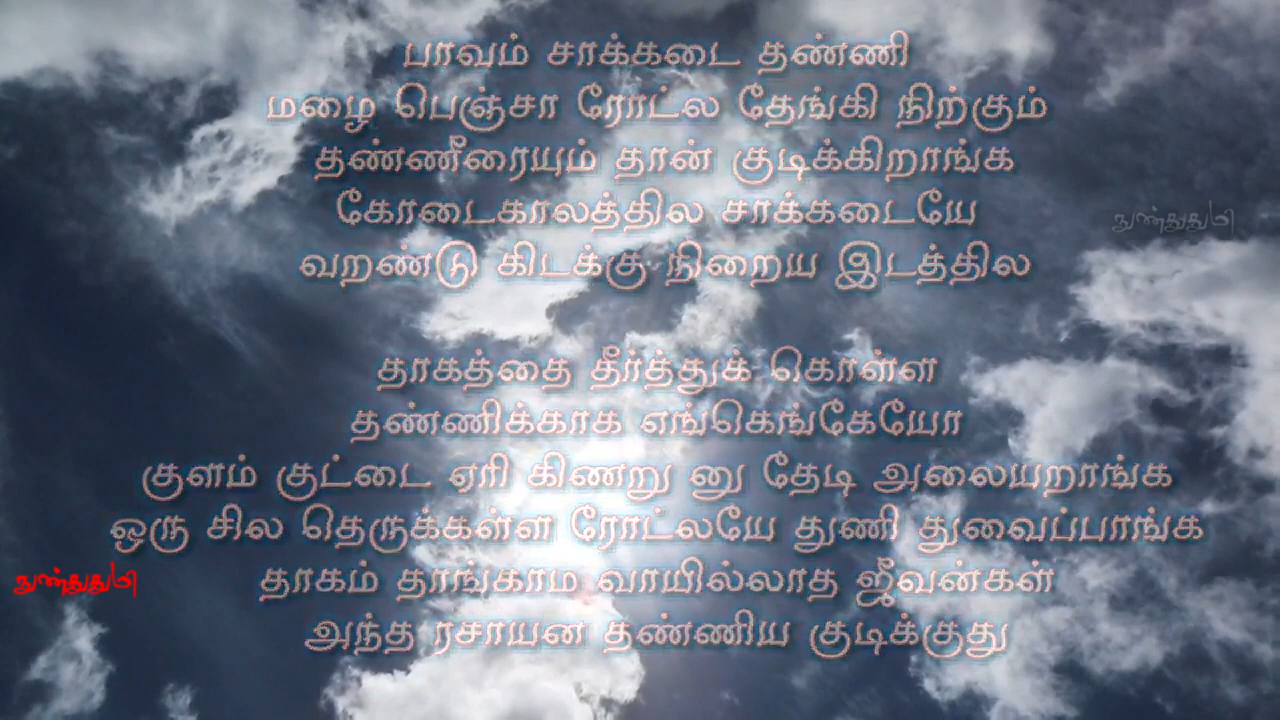 பாவம் சாக்கடை தண்ணி
மழை பெஞ்சா ரோட்ல தேங்கி நிற்கும்
தண்ணீரையும் தான் குடிக்கிறாங்க
கோடைகாலத்தில சாக்கடையே
வறண்டு கிடக்கு நிறைய இடத்தில
தாகத்தை தீர்த்துக் கொள்ள
தண்ணிக்காக எங்கெங்கேயோ
குளம் குட்டை ஏரி கிணறு னு தேடி அலையறாங்க
ஒரு சில தெருக்கள்ள ரோட்லயே துணி துவைப்பாங்க
தாகம் தாங்காம வாயில்லாத ஜீவன்கள்
அந்த ரசாயன தண்ணிய குடிக்குது